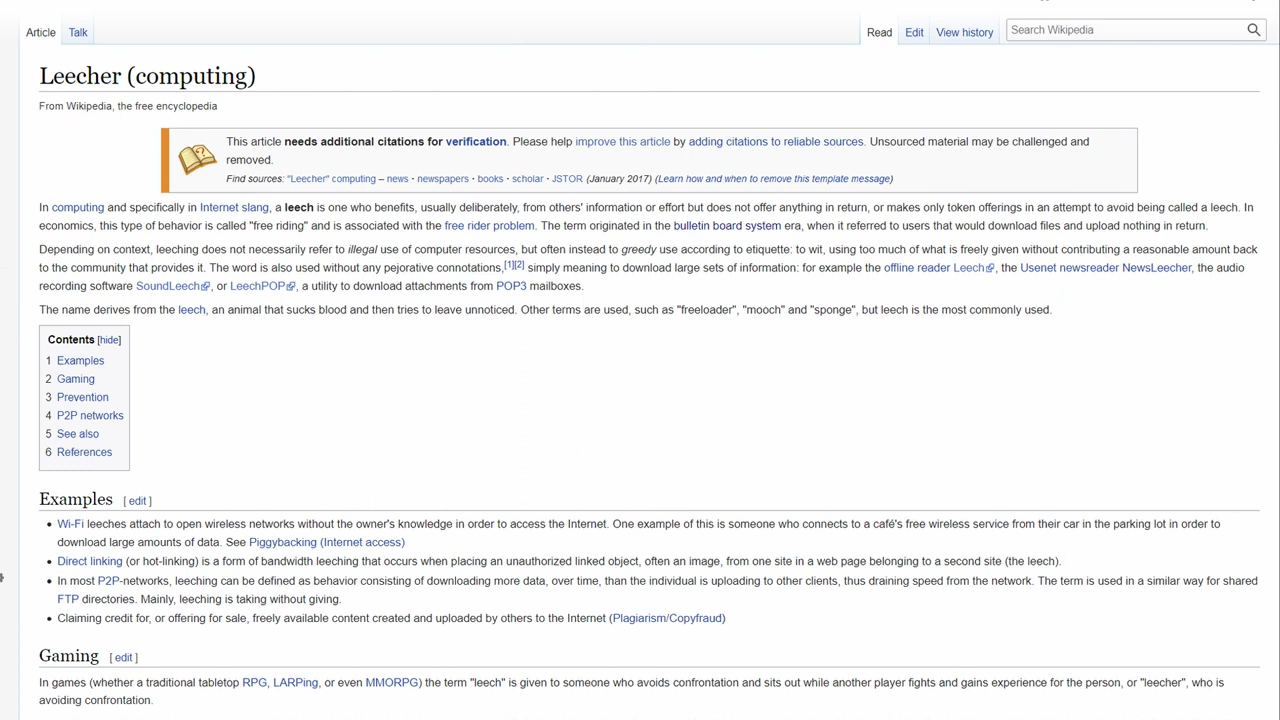 Article Talk Read Edit View history Search Wikipedia
Leecher (computing)
From Wikipedia, the free encyclopedia
This article needs additional citations for verification. Please help improve this article by adding citations to reliable sources. Unsourced material may be challenged and
removed.
Find sources: "Leecher" computing – news · newspapers · books · scholar · JSTOR (January 2017) (Learn how and when to remove this template message)
In computing and specifically in Internet slang, a leech is one who benefits, usually deliberately, from others' information or effort but does not offer anything in return, or makes only token offerings in an attempt to avoid being called a leech. In
economics, this type of behavior is called "free riding" and is associated with the free rider problem. The term originated in the bulletin board system era, when it referred to users that would download files and upload nothing in return.
Depending on context, leeching does not necessarily refer to illegal use of computer resources, but often instead to greedy use according to etiquette: to wit, using too much of what is freely given without contributing a reasonable amount back
to the community that provides it. The word is also used without any pejorative connotations,[1][2] simply meaning to download large sets of information: for example the offline reader Leech, the Usenet newsreader NewsLeecher, the audio
recording software SoundLeech, or LeechPOP, a utility to download attachments from POP3 mailboxes.
The name derives from the leech, an animal that sucks blood and then tries to leave unnoticed. Other terms are used, such as "freeloader", "mooch" and "sponge", but leech is the most commonly used.
Contents [hide]
1 Examples
2 Gaming
3 Prevention
4 P2P networks
5 See also
6 References
Examples [ edit ]
• Wi-Fi leeches attach to open wireless networks without the owner's knowledge in order to access the Internet. One example of this is someone who connects to a café's free wireless service from their car in the parking lot in order to
download large amounts of data. See Piggybacking (Internet access)
• Direct linking (or hot-linking) is a form of bandwidth leeching that occurs when placing an unauthorized linked object, often an image, from one site in a web page belonging to a second site (the leech).
• In most P2P-networks, leeching can be defined as behavior consisting of downloading more data, over time, than the individual is uploading to other clients, thus draining speed from the network. The term is used in a similar way for shared
FTP directories. Mainly, leeching is taking without giving.
• Claiming credit for, or offering for sale, freely available content created and uploaded by others to the Internet (Plagiarism/Copyfraud)
Gaming [ edit ]
In games (whether a traditional tabletop RPG, LARPing, or even MMORPG) the term "leech" is given to someone who avoids confrontation and sits out while another player fights and gains experience for the person, or "leecher", who is
avoiding confrontation.